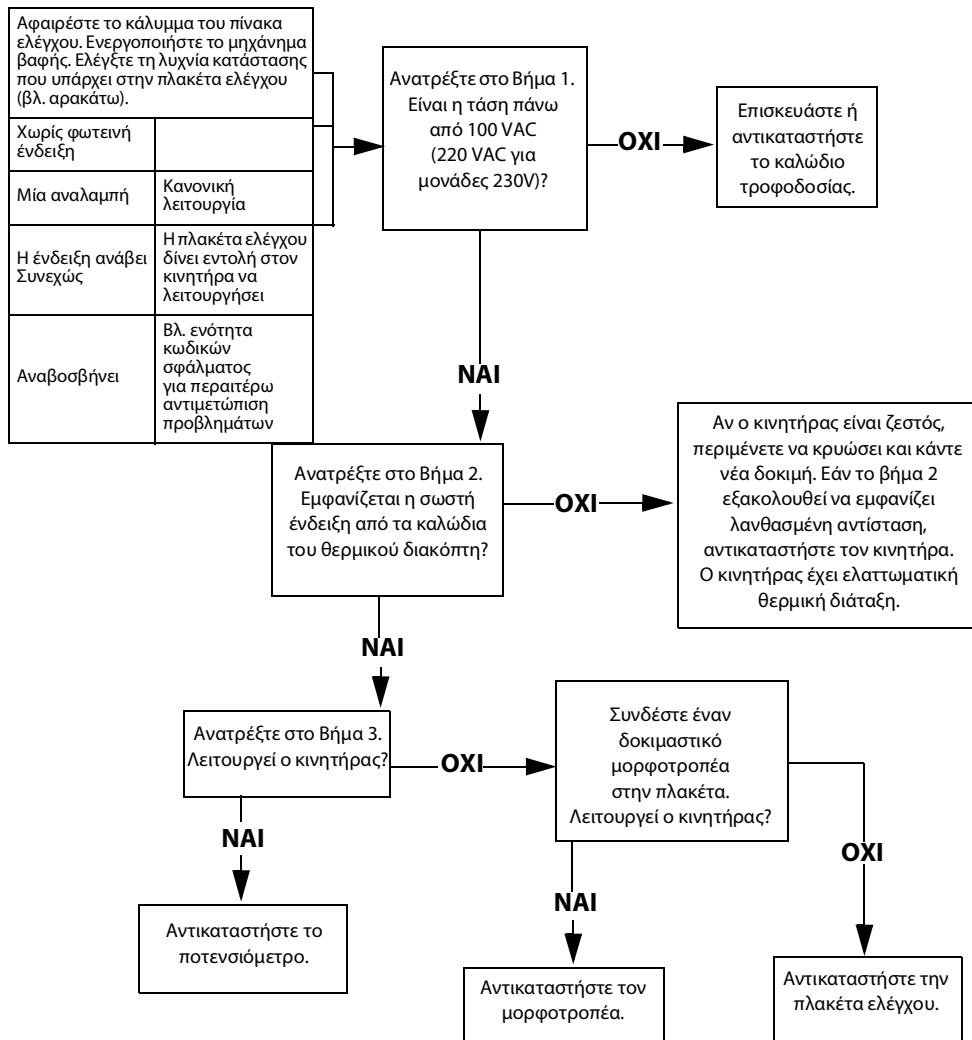 Αφαιρέστε το κάλυμμα του πίνακα
ελέγχου. Ενεργοποιήστε το μηχάνημα
βαφής. Ελέγξτε τη λυχνία κατάστασης
που υπάρχει στην πλακέτα ελέγχου
(βλ. αρακάτω).
Χωρίς φωτεινή
ένδειξη
Μία αναλαμπή
Κανονική
λειτουργία
Η ένδειξη ανάβει
Συνεχώς
Η πλακέτα ελέγχου
δίνει εντολή στον
κινητήρα να
λειτουργήσει
Αναβοσβήνει
Βλ. ενότητα
κωδικών
σφάλματος
για περαιτέρω
αντιμετώπιση
προβλημάτων
Ανατρέξτε στο Βήμα 1.
Είναι η τάση πάνω
από 100 VAC
(220 VAC για
μονάδες 230V)?
ΟΧΙ
Επισκευάστε ή
αντικαταστήστε
το καλώδιο
τροφοδοσίας.
ΝΑΙ
Ανατρέξτε στο Βήμα 2.
Εμφανίζεται η σωστή
ένδειξη από τα καλώδια
του θερμικού διακόπτη?
ΟΧΙ
Αν ο κινητήρας είναι ζεστός,
περιμένετε να κρυώσει και κάντε
νέα δοκιμή. Εάν το βήμα 2
εξακολουθεί να εμφανίζει
λανθασμένη αντίσταση,
αντικαταστήστε τον κινητήρα.
Ο κινητήρας έχει ελαττωματική
θερμική διάταξη.
ΝΑΙ
Ανατρέξτε στο Βήμα 3.
Λειτουργεί ο κινητήρας?
ΟΧΙ
Συνδέστε έναν
δοκιμαστικό
μορφοτροπέα
στην πλακέτα.
Λειτουργεί ο κινητήρας?
ΝΑΙ
Αντικαταστήστε το
ποτενσιόμετρο.
ΝΑΙ
Αντικαταστήστε τον
μορφοτροπέα.
ΟΧΙ
Αντικαταστήστε την
πλακέτα ελέγχου.